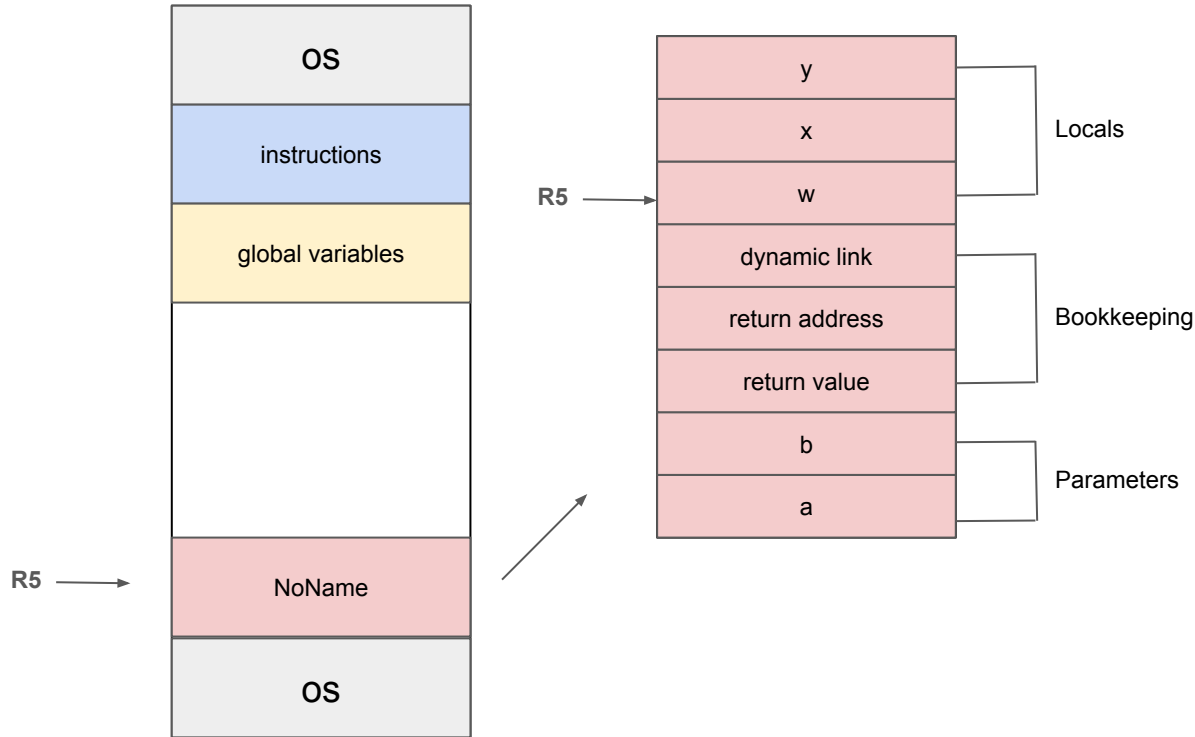 OS
instructions
global variables
R5
NoName
OS
y
x
R5
w
dynamic link
return address
return value
b
a
Locals
Bookkeeping
Parameters